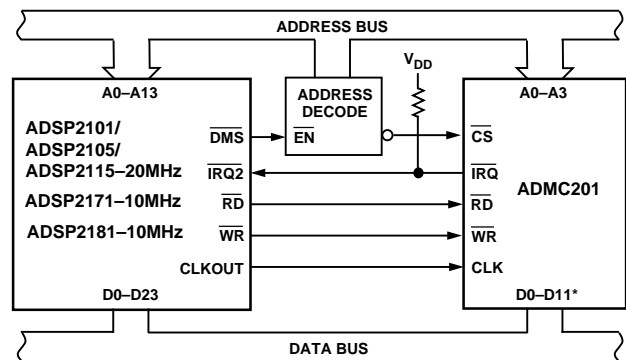 ADDRESS BUS
A0–A13
ADSP2101/
ADSP2105/
ADSP2115–20MHz
ADSP2171–10MHz
ADSP2181–10MHz
DMS
IRQ2
RD
WR
CLKOUT
D0–D23
ADDRESS
DECODE
EN
VDD
A0–A3
CS
IRQ
ADMC201
RD
WR
CLK
D0–D11*
DATA BUS